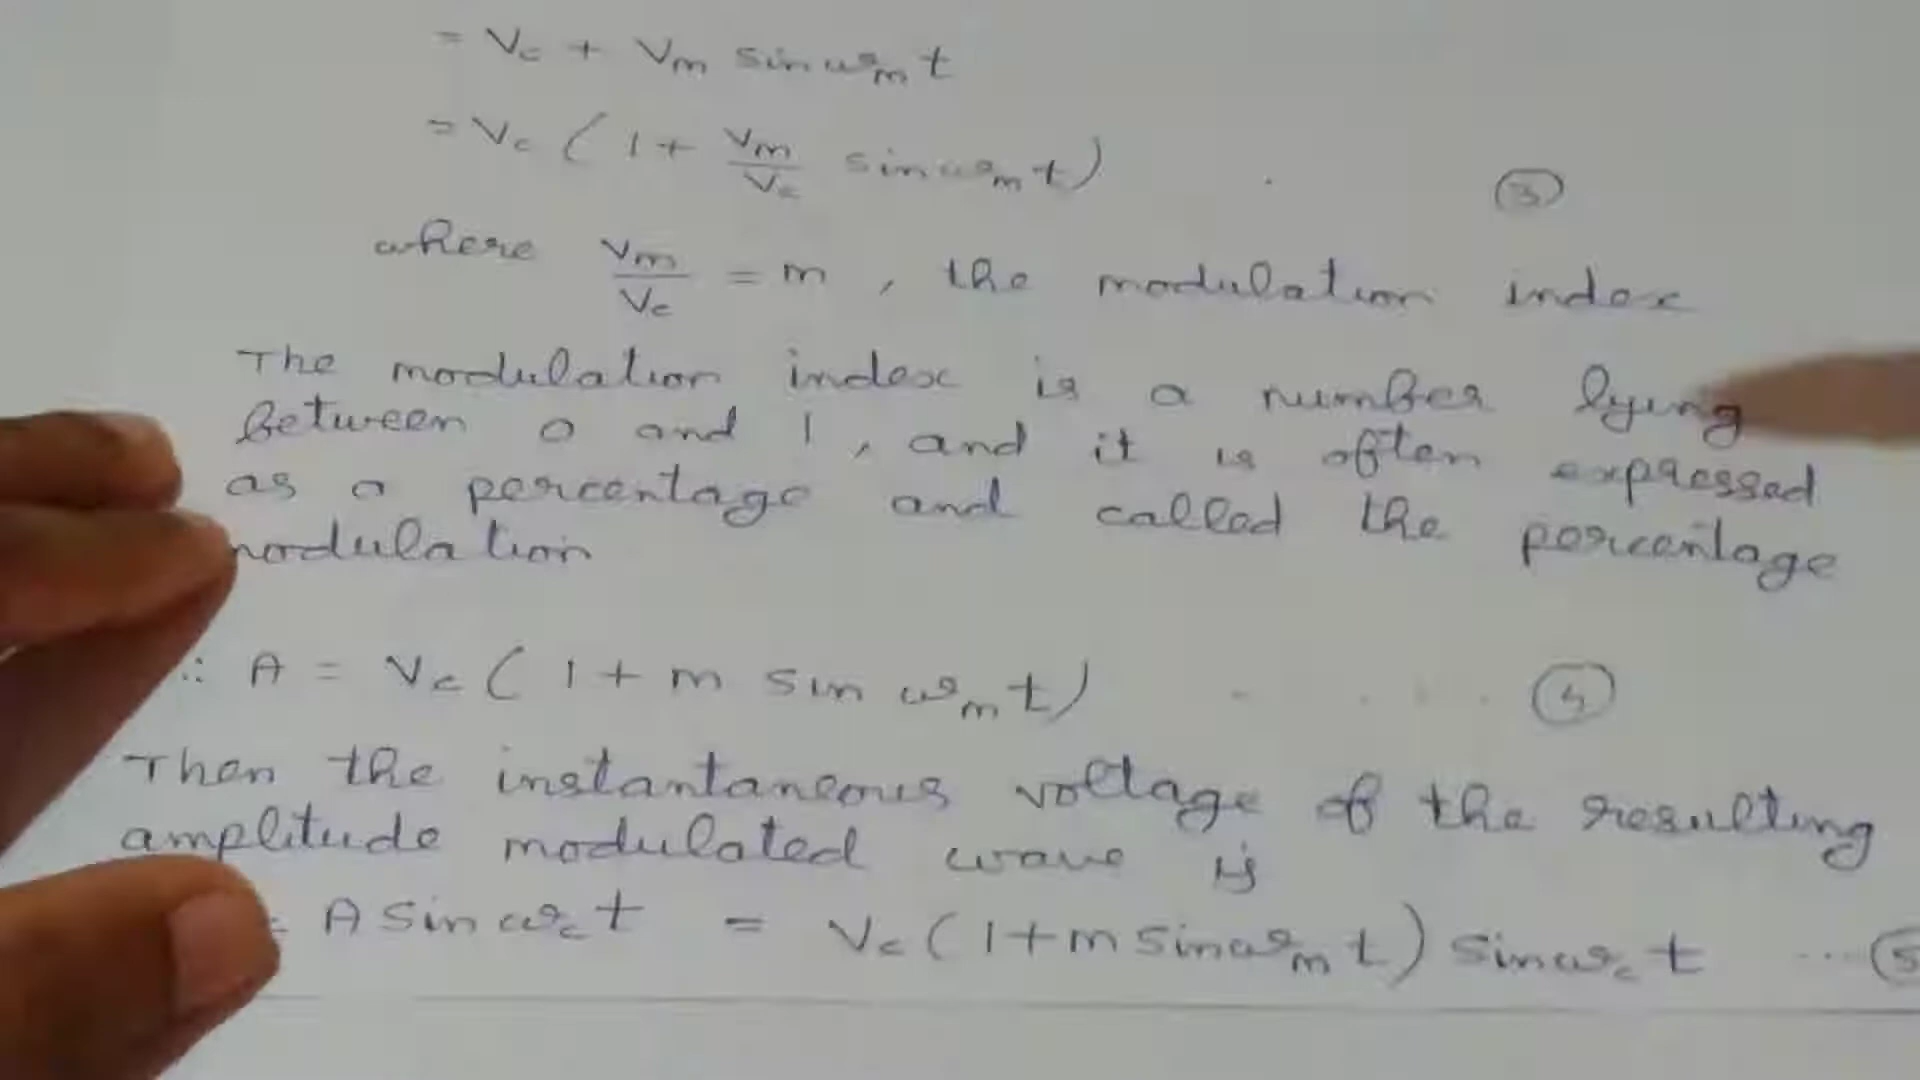 = Vc + Vm sin ωm t
= Vc ( 1 + Vm/Vc sin ωm t ) ③
where Vm/Vc = m , the modulation index
The modulation index is a number lying
between 0 and 1 , and it is often expressed
as a percentage and called the percentage
modulation
∴ A = Vc ( 1 + m sin ωm t ) . . . . . ④
Then the instantaneous voltage of the resulting
amplitude modulated wave is
= A sin ωc t = Vc ( 1 + m sin ωm t ) sin ωc t ... ⑤